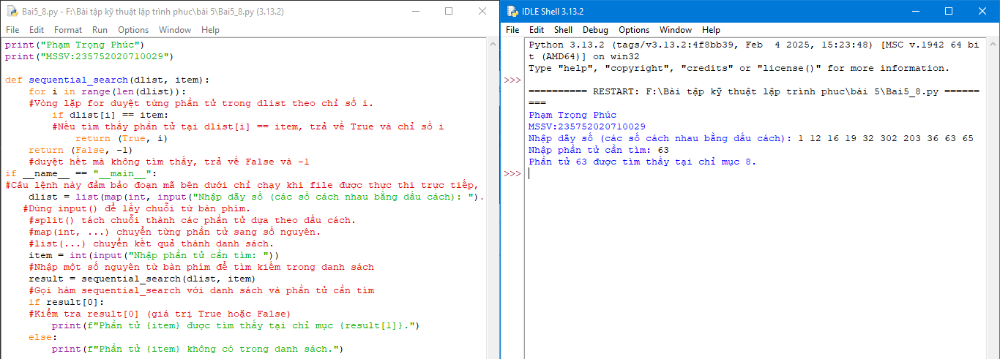 Bai5_8.py - F:\Bài tập kỹ thuật lập trình phuc\bài 5\Bai5_8.py (3.13.2)
File Edit Format Run Options Window Help
print("Phạm Trọng Phúc")
print("MSSV:235752020710029")
def sequential_search(dlist, item):
    for i in range(len(dlist)):
    #Vòng lặp for duyệt từng phần tử trong dlist theo chỉ số i.
        if dlist[i] == item:
        #Nếu tìm thấy phần tử tại dlist[i] == item, trả về True và chỉ số i
            return (True, i)
    return (False, -1)
    #duyệt hết mà không tìm thấy, trả về False và -1
if __name__ == "__main__":
#Câu lệnh này đảm bảo đoạn mã bên dưới chỉ chạy khi file được thực thi trực tiếp,
    dlist = list(map(int, input("Nhập dãy số (các số cách nhau bằng dấu cách): ").
   #Dùng input() để lấy chuỗi từ bàn phím.
    #split() tách chuỗi thành các phần tử dựa theo dấu cách.
    #map(int, ...) chuyển từng phần tử sang số nguyên.
    #list(...) chuyển kết quả thành danh sách.
    item = int(input("Nhập phần tử cần tìm: "))
    #Nhập một số nguyên từ bàn phím để tìm kiếm trong danh sách
    result = sequential_search(dlist, item)
    #Gọi hàm sequential_search với danh sách và phần tử cần tìm
    if result[0]:
    #Kiểm tra result[0] (giá trị True hoặc False)
        print(f"Phần tử {item} được tìm thấy tại chỉ mục {result[1]}.")
    else:
        print(f"Phần tử {item} không có trong danh sách.")
IDLE Shell 3.13.2
File Edit Shell Debug Options Window Help
Python 3.13.2 (tags/v3.13.2:4f8bb39, Feb  4 2025, 15:23:48) [MSC v.1942 64 bi
t (AMD64)] on win32
Type "help", "copyright", "credits" or "license()" for more information.
>>>
========== RESTART: F:\Bài tập kỹ thuật lập trình phuc\bài 5\Bai5_8.py ======
===
Phạm Trọng Phúc
MSSV:235752020710029
Nhập dãy số (các số cách nhau bằng dấu cách): 1 12 16 19 32 302 203 36 63 65
Nhập phần tử cần tìm: 63
Phần tử 63 được tìm thấy tại chỉ mục 8.
>>>